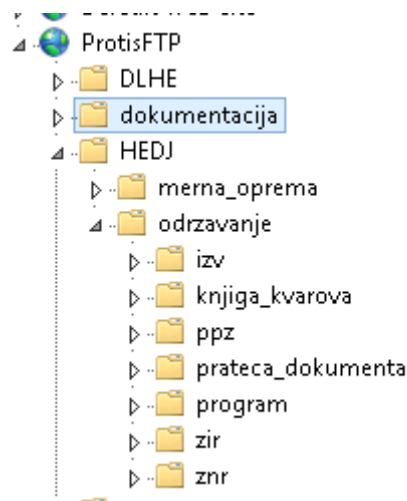 ProtisFTP
DLHE
dokumentacija
HEDJ
merna_oprema
odrzavanje
izv
knjiga_kvarova
ppz
prateca_dokumenta
program
zir
znr